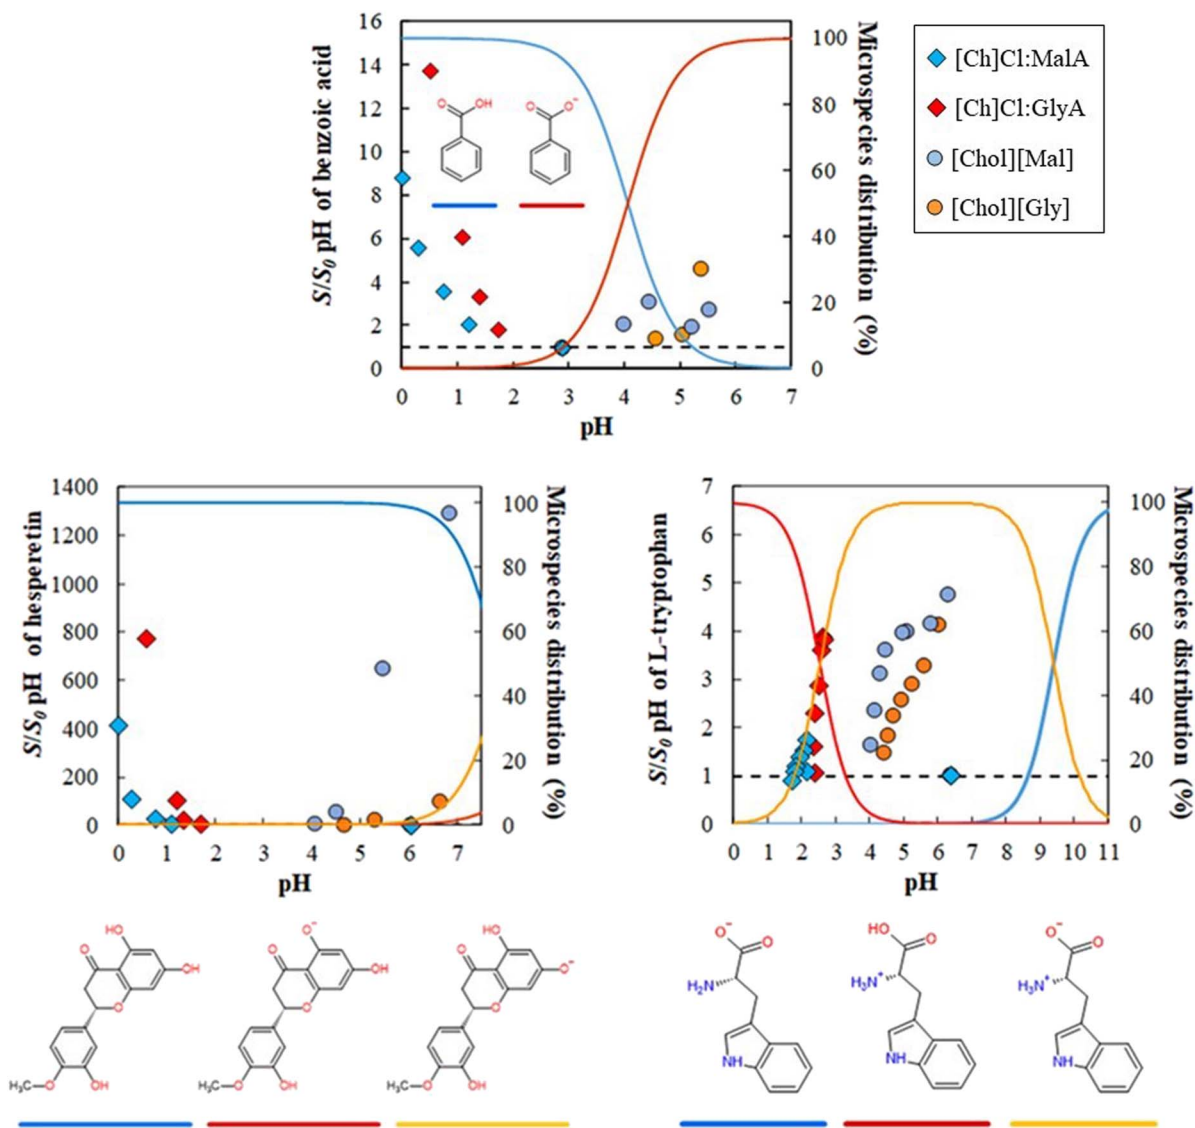 S/S0 pH of benzoic acid
16
14
12
10
8
6
4
2
0
0 1 2 3 4 5 6 7
pH
100
80
60
40
20
0
Microspecies distribution (%)
O OH
O O-
[Ch]Cl:MalA
[Ch]Cl:GlyA
[Chol][Mal]
[Chol][Gly]
S/S0 pH of hesperetin
1400
1200
1000
800
600
400
200
0
0 1 2 3 4 5 6 7
pH
100
80
60
40
20
0
Microspecies distribution (%)
S/S0 pH of L-tryptophan
7
6
5
4
3
2
1
0
0 1 2 3 4 5 6 7 8 9 10 11
pH
100
80
60
40
20
0
Microspecies distribution (%)
HO
O
OH
O
H3C O
OH
O-
O
OH
O
H3C O
OH
HO
O
O-
O
H3C O
OH
O-
O
H2N
NH
HO
O
H3N+
NH
O-
O
H3N+
NH